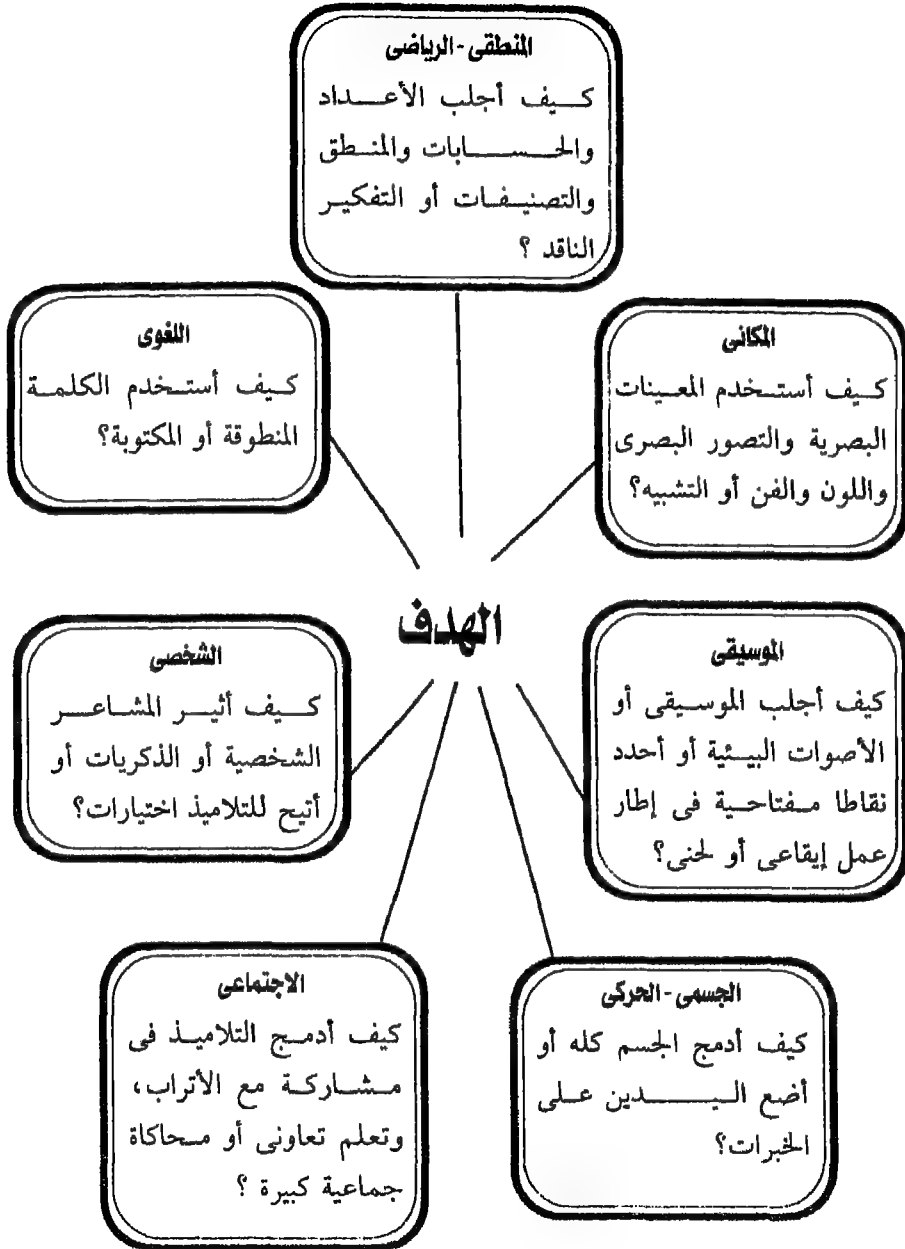 المنطقى - الرياضى
كيف أجلب الأعداد
والحسابات والمنطق
والتصنيفات أو التفكير
الناقد ؟
المكانى
كيف أستخدم المعينات
البصرية والتصور البصرى
واللون والفن أو التشبيه؟
اللغوى
كيف أستخدم الكلمة
المنطوقة أو المكتوبة؟
الهدف
الموسيقى
كيف أجلب الموسيقى أو
الأصوات البيئية أو أحدد
نقاطا مفتاحية فى إطار
عمل إيقاعى أو لحنى؟
الشخصى
كيف أثير المشاعر
الشخصية أو الذكريات أو
أتيح للتلاميذ اختيارات؟
الجسمى - الحركى
كيف أدمج الجسم كله أو
أضع اليدين على
الخبرات؟
الاجتماعى
كيف أدمج التلاميذ فى
مشاركة مع الأتراب،
وتعلم تعاونى أو محاكاة
جماعية كبيرة ؟